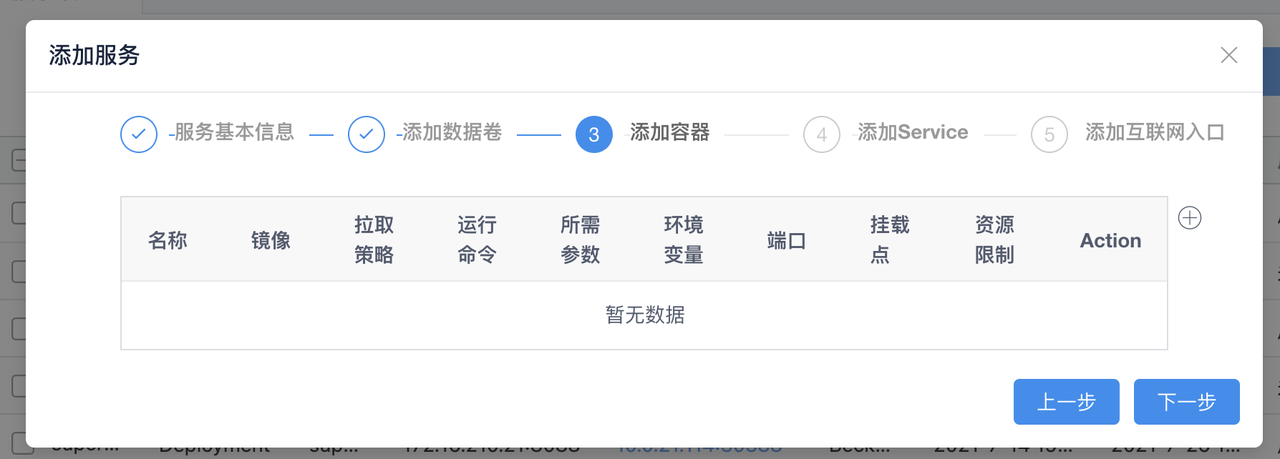 添加服务
服务基本信息
添加数据卷
3 添加容器
4 添加Service
5 添加互联网入口
名称 镜像 拉取策略 运行命令 所需参数 环境变量 端口 挂载点 资源限制 Action
暂无数据
上一步 下一步